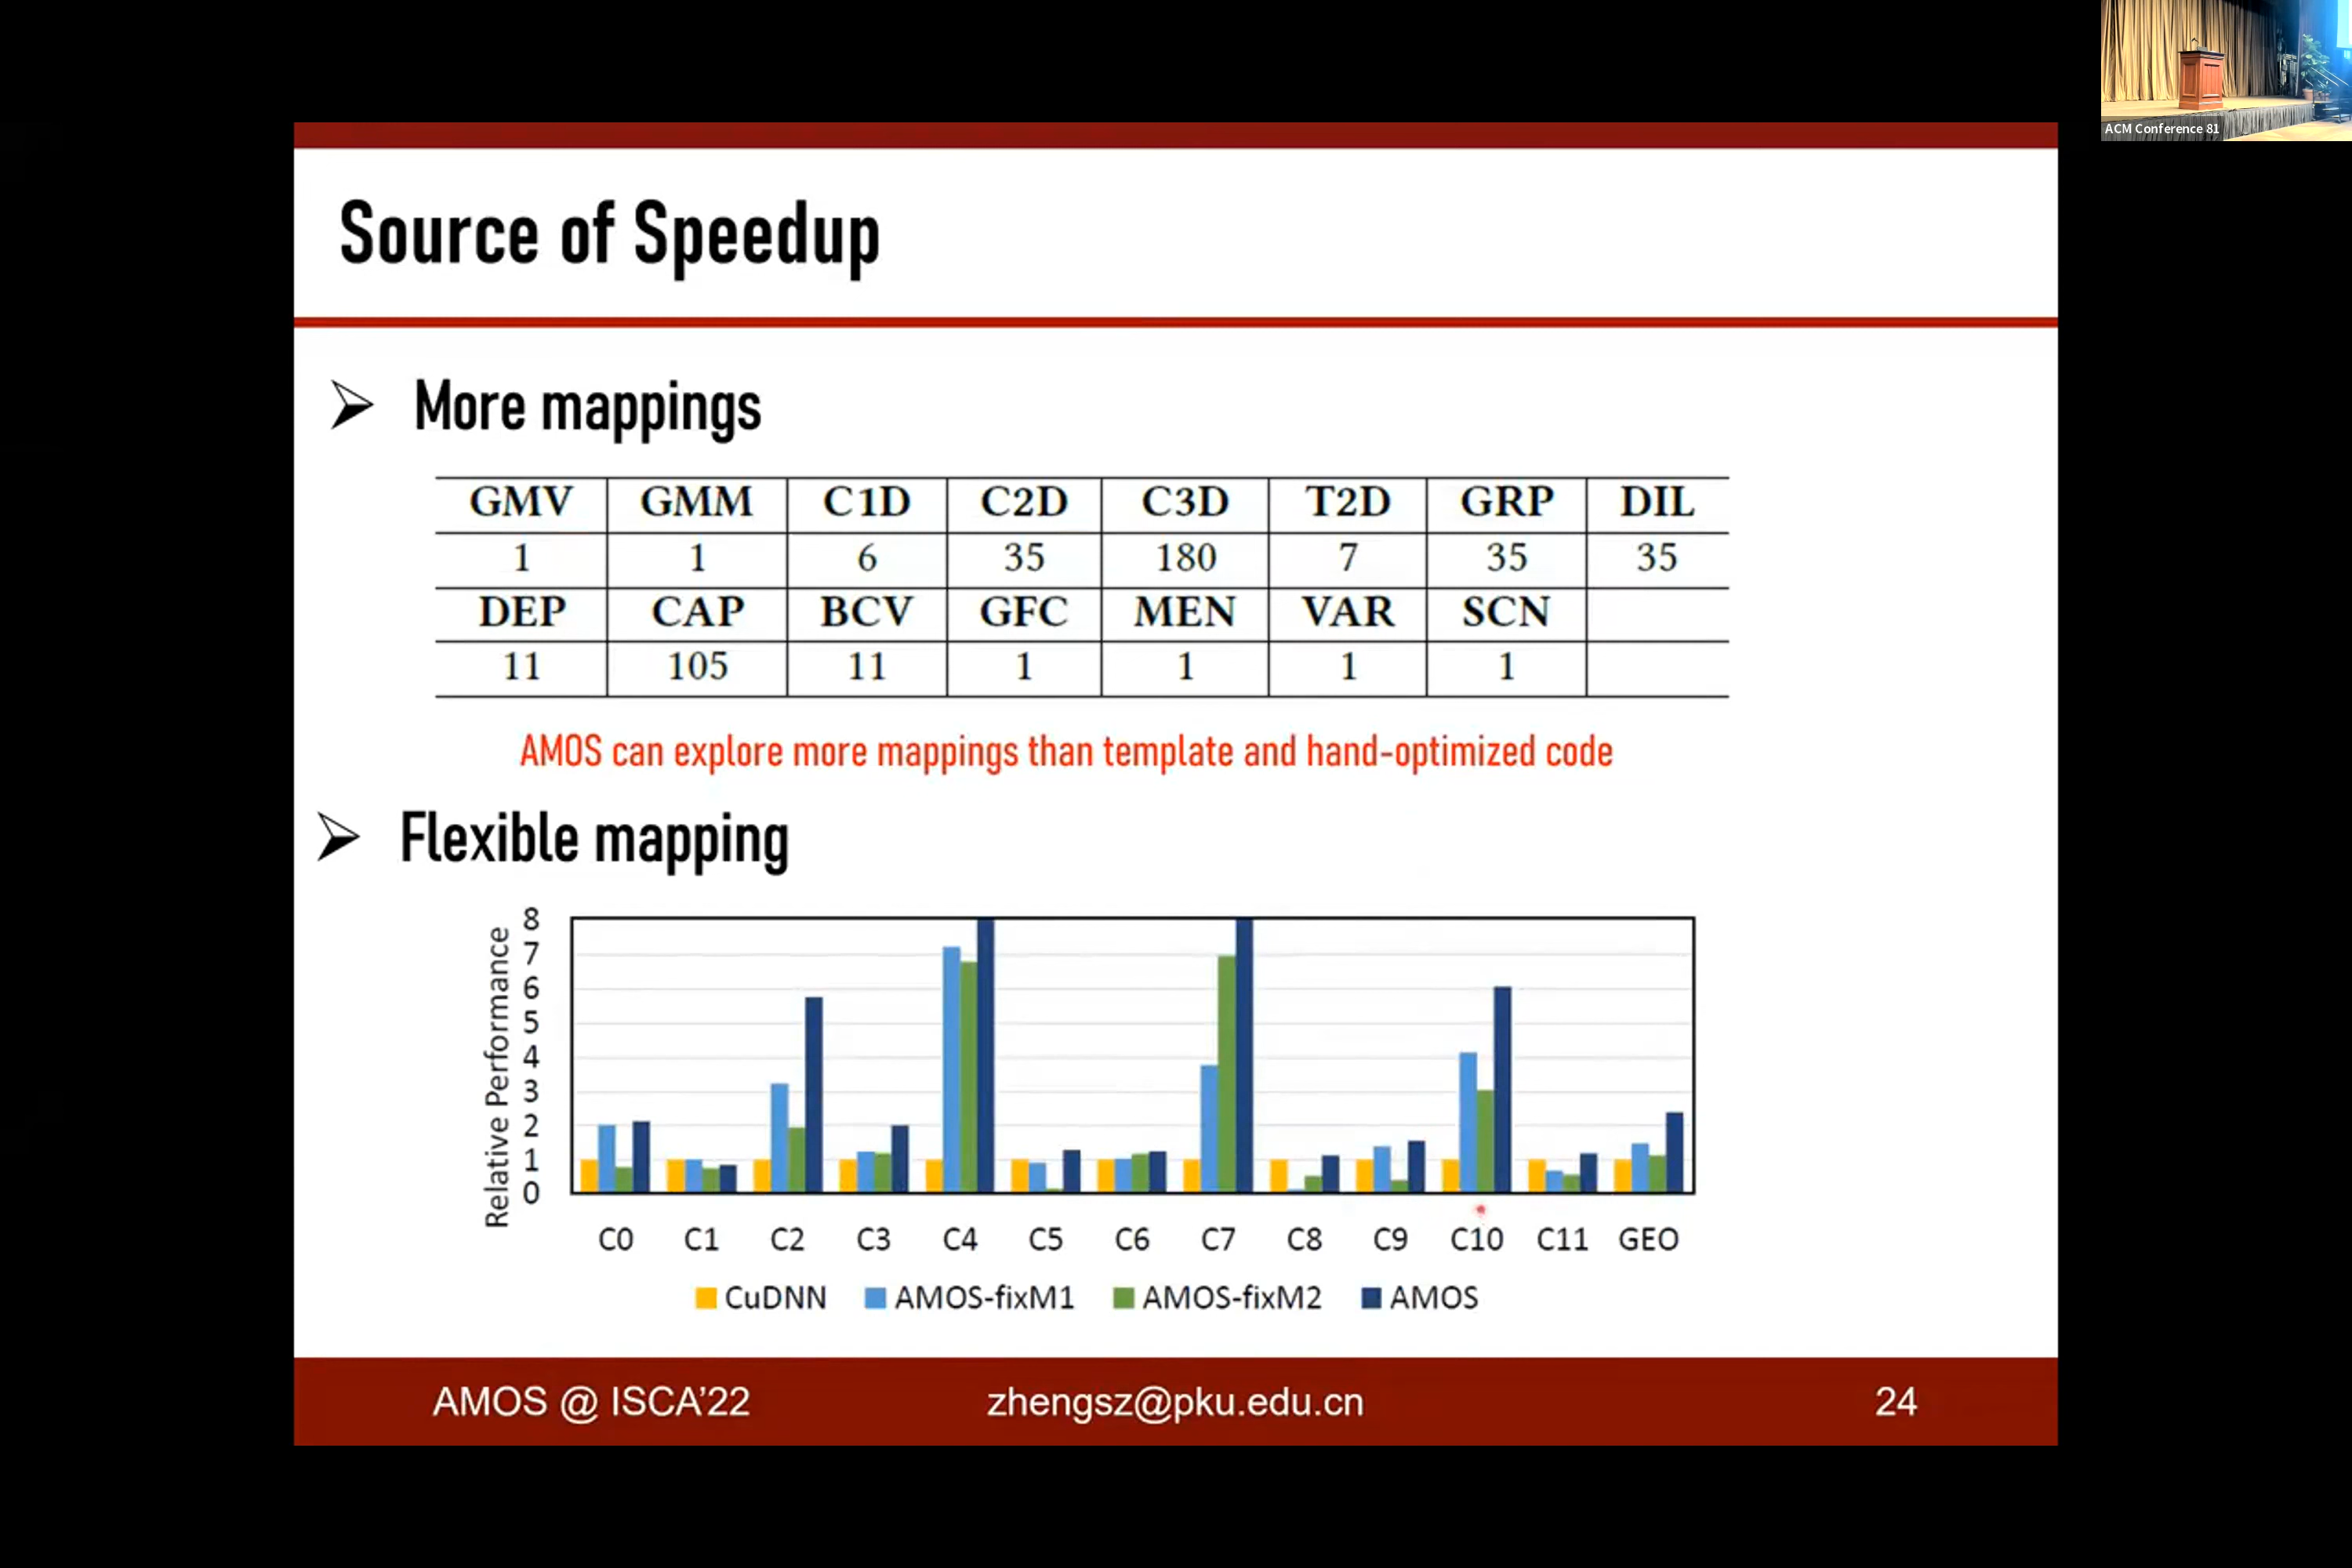 ACM Conference 81
Source of Speedup
More mappings
GMV GMM C1D C2D C3D T2D GRP DIL
1 1 6 35 180 7 35 35
DEP CAP BCV GFC MEN VAR SCN
11 105 11 1 1 1 1
AMOS can explore more mappings than template and hand-optimized code
Flexible mapping
Relative Performance
8
7
6
5
4
3
2
1
0
C0 C1 C2 C3 C4 C5 C6 C7 C8 C9 C10 C11 GEO
CuDNN AMOS-fixM1 AMOS-fixM2 AMOS
AMOS @ ISCA'22 zhengsz@pku.edu.cn 24